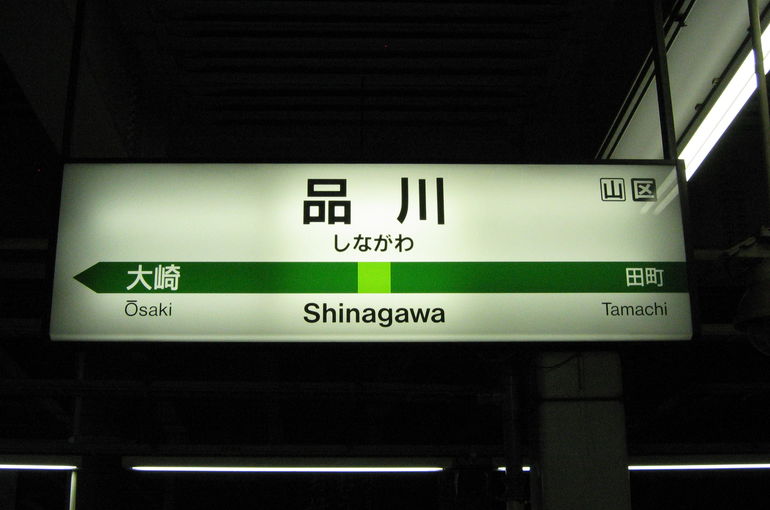 品川
山 区
しながわ
大崎 田町
Ōsaki Shinagawa Tamachi